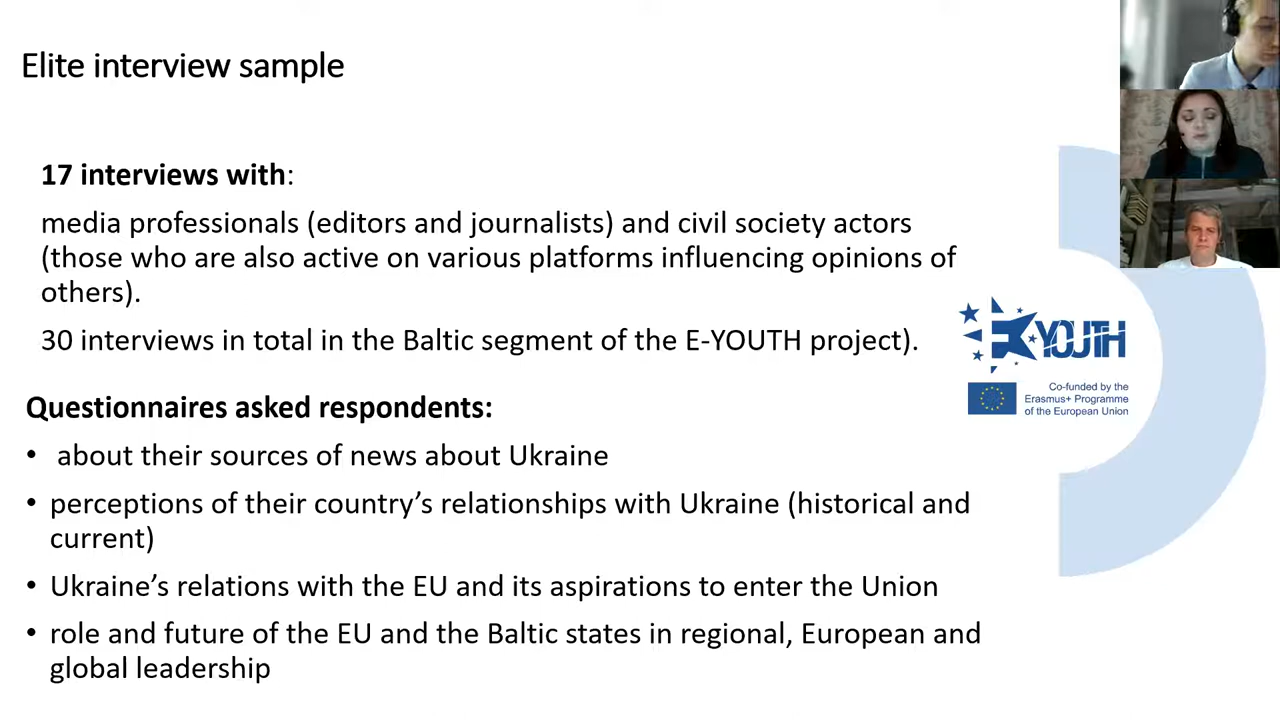 Elite interview sample
17 interviews with:
media professionals (editors and journalists) and civil society actors
(those who are also active on various platforms influencing opinions of
others).
30 interviews in total in the Baltic segment of the E-YOUTH project).
E YOUTH
Co-funded by the
Erasmus+ Programme
of the European Union
Questionnaires asked respondents:
• about their sources of news about Ukraine
• perceptions of their country’s relationships with Ukraine (historical and
current)
• Ukraine’s relations with the EU and its aspirations to enter the Union
• role and future of the EU and the Baltic states in regional, European and
global leadership